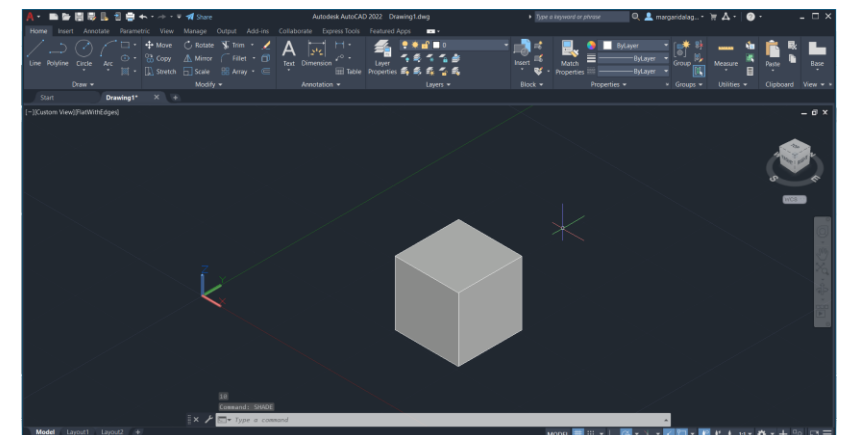 Share
Autodesk AutoCAD 2022 Drawing1.dwg
Type a keyword or phrase
margaridalag...
Home Insert Annotate Parametric View Manage Output Add-ins Collaborate Express Tools Featured Apps
Line Polyline Circle Arc
Move Rotate Trim
Copy Mirror Fillet
Stretch Scale Array
Text Dimension
Table
Layer Properties
0
Insert
Match Properties
ByLayer
ByLayer
ByLayer
Group
Measure
Paste
Base
Draw Modify Annotation Layers Block Properties Groups Utilities Clipboard View
Start Drawing1* +
[−][Custom View][FlatWithEdges]
S E
WCS
Z
Y
X
10
Command: SHADE
Type a command
Model Layout1 Layout2 +
MODEL